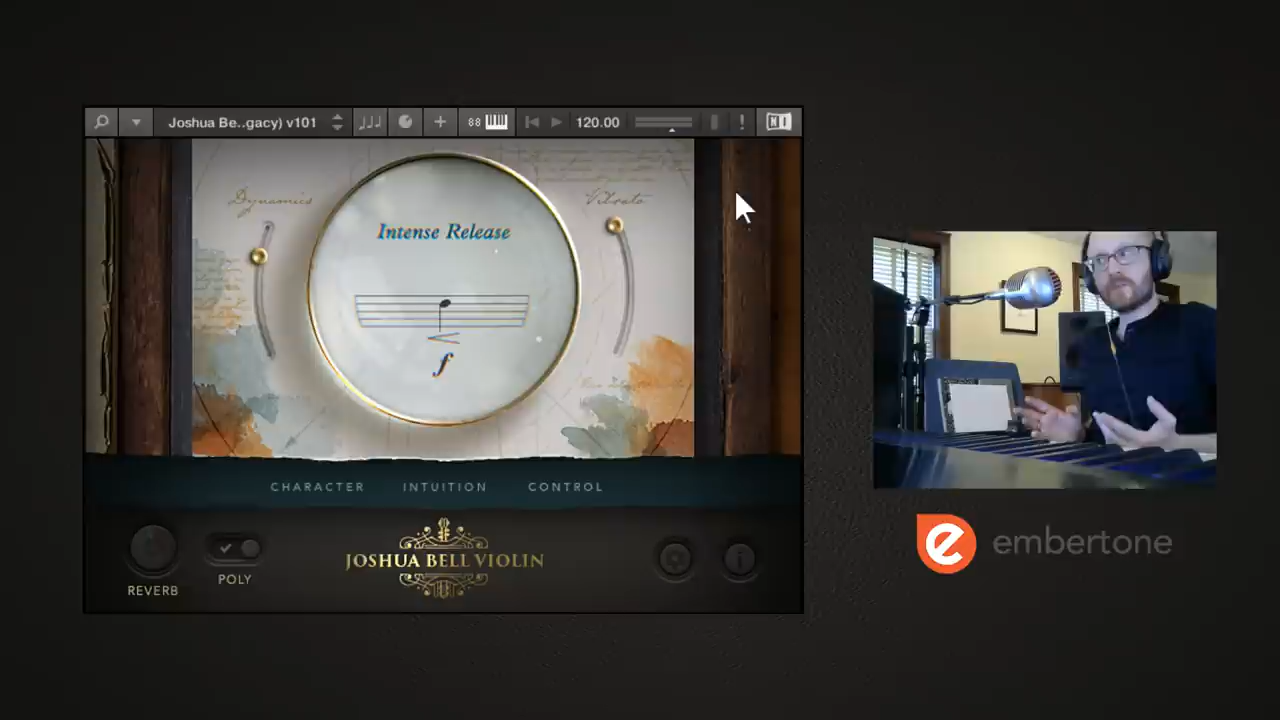 Joshua Be..gacy) v101
88
120.00
!
NI
Dynamics
Vibrato
Intense Release
f
CHARACTER INTUITION CONTROL
REVERB
POLY
JOSHUA BELL VIOLIN
i
e embertone